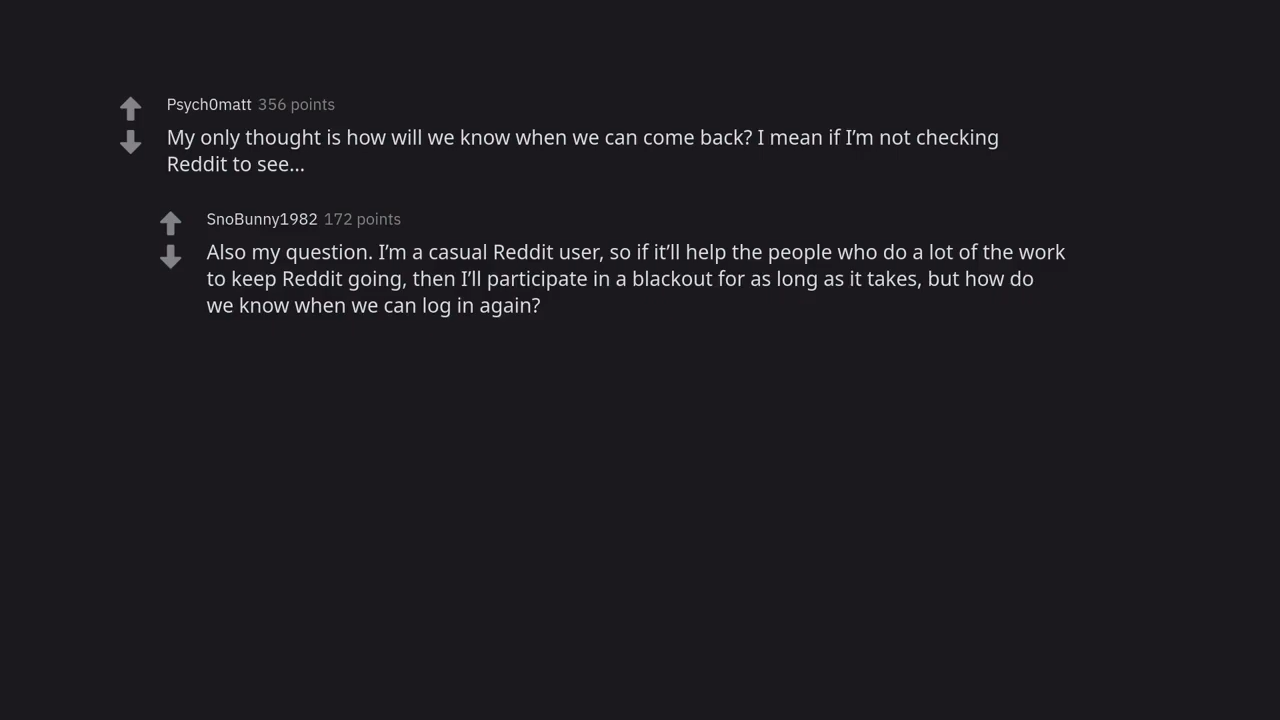 Psych0matt 356 points
My only thought is how will we know when we can come back? I mean if I’m not checking
Reddit to see...
SnoBunny1982 172 points
Also my question. I’m a casual Reddit user, so if it’ll help the people who do a lot of the work
to keep Reddit going, then I’ll participate in a blackout for as long as it takes, but how do
we know when we can log in again?